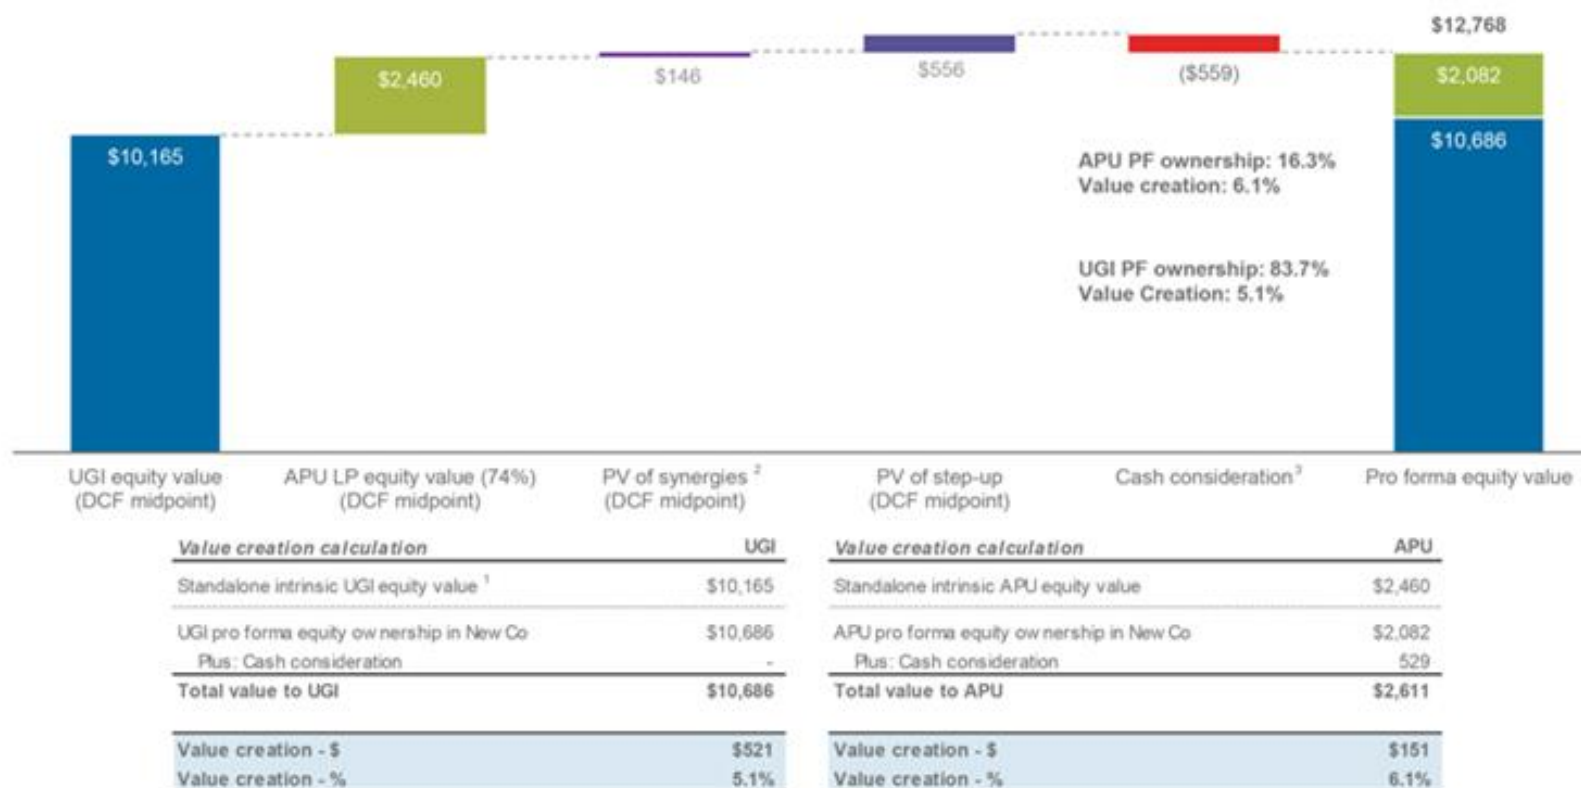 $12,768
$2,460
$146
$556
($559)
$2,082
$10,165
$10,686
APU PF ownership: 16.3%
Value creation: 6.1%
UGI PF ownership: 83.7%
Value Creation: 5.1%
UGI equity value
(DCF midpoint)
APU LP equity value (74%)
(DCF midpoint)
PV of synergies 2
(DCF midpoint)
PV of step-up
(DCF midpoint)
Cash consideration3
Pro forma equity value
Value creation calculation UGI
Standalone intrinsic UGI equity value 1 $10,165
UGI pro forma equity ownership in New Co $10,686
Plus: Cash consideration -
Total value to UGI $10,686
Value creation - $ $521
Value creation - % 5.1%
Value creation calculation APU
Standalone intrinsic APU equity value $2,460
APU pro forma equity ownership in New Co $2,082
Plus: Cash consideration 529
Total value to APU $2,611
Value creation - $ $151
Value creation - % 6.1%